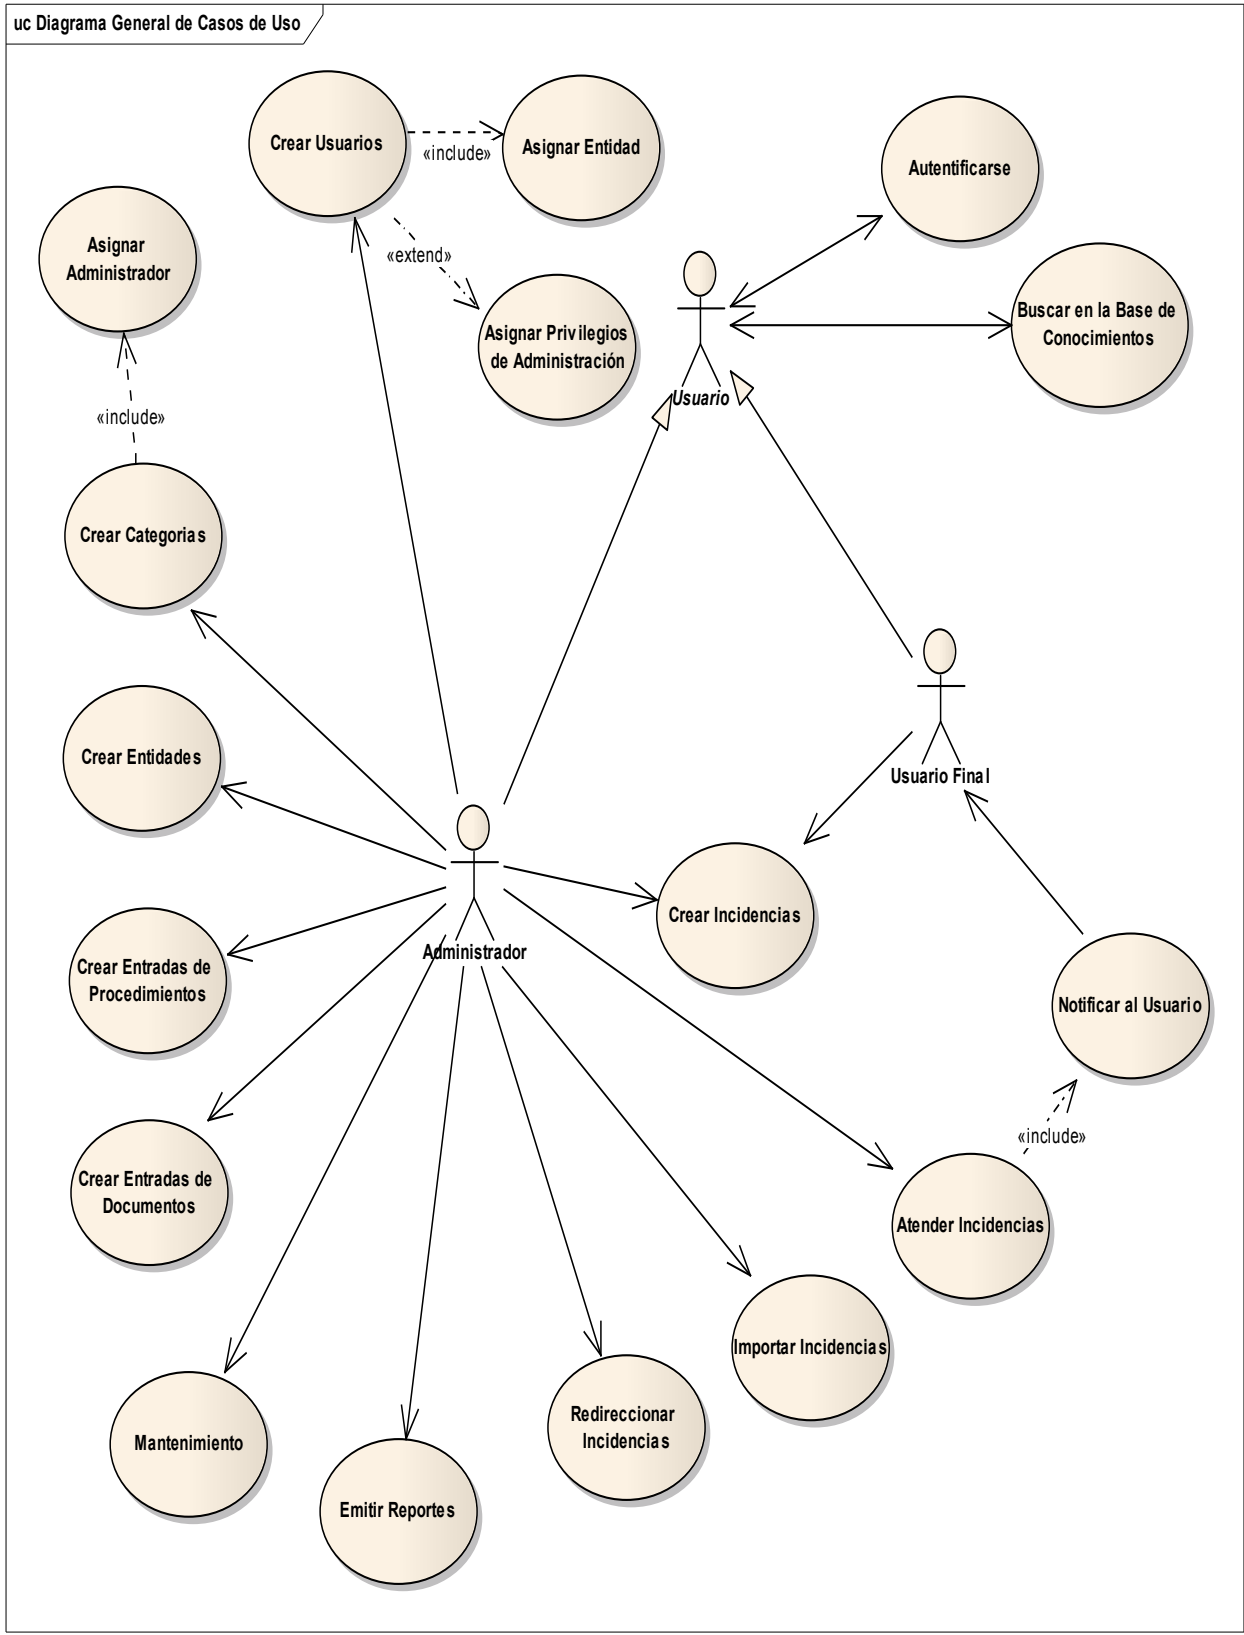 uc Diagrama General de Casos de Uso
Crear Usuarios
«include»
Asignar Entidad
Autentificarse
Asignar
Administrador
«extend»
Asignar Privilegios
de Administración
Buscar en la Base de
Conocimientos
Usuario
«include»
Crear Categorias
Crear Entidades
Usuario Final
Crear Incidencias
Administrador
Crear Entradas de
Procedimientos
Notificar al Usuario
«include»
Crear Entradas de
Documentos
Atender Incidencias
Importar Incidencias
Redireccionar
Incidencias
Mantenimiento
Emitir Reportes